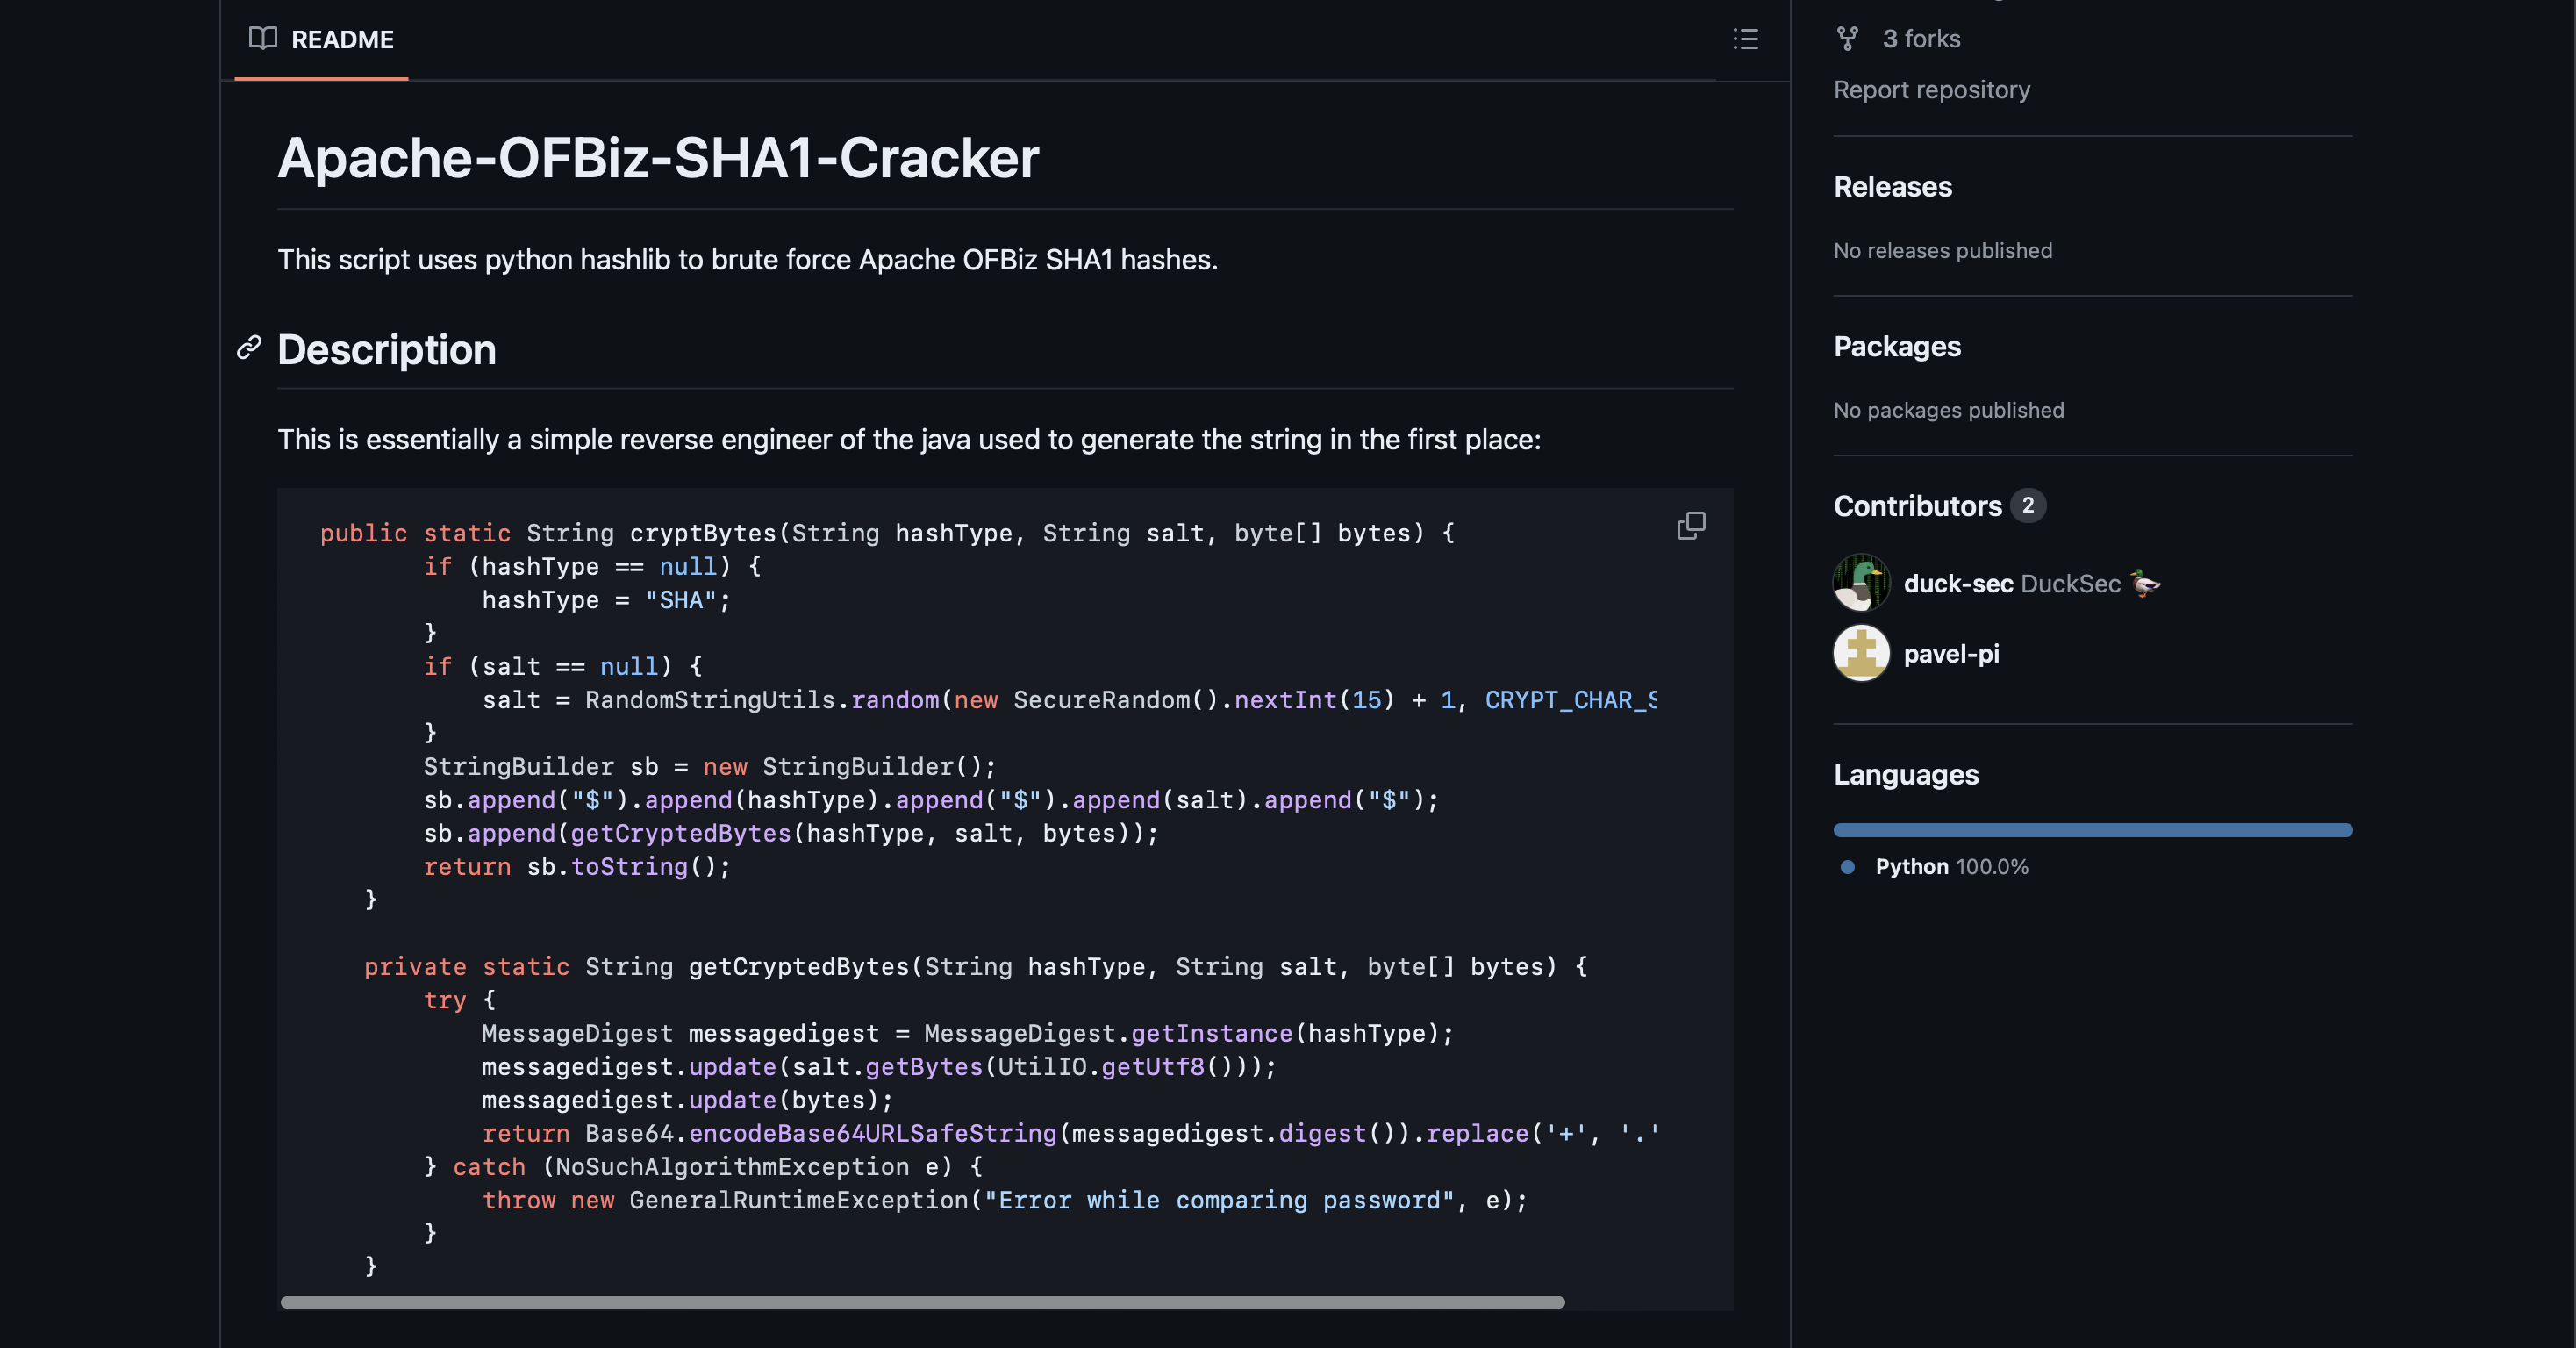 README
Apache-OFBiz-SHA1-Cracker
This script uses python hashlib to brute force Apache OFBiz SHA1 hashes.
Description
This is essentially a simple reverse engineer of the java used to generate the string in the first place:
public static String cryptBytes(String hashType, String salt, byte[] bytes) {
if (hashType == null) {
hashType = "SHA";
}
if (salt == null) {
salt = RandomStringUtils.random(new SecureRandom().nextInt(15) + 1, CRYPT_CHAR_S
}
StringBuilder sb = new StringBuilder();
sb.append("$").append(hashType).append("$").append(salt).append("$");
sb.append(getCryptedBytes(hashType, salt, bytes));
return sb.toString();
}
private static String getCryptedBytes(String hashType, String salt, byte[] bytes) {
try {
MessageDigest messagedigest = MessageDigest.getInstance(hashType);
messagedigest.update(salt.getBytes(UtilIO.getUtf8()));
messagedigest.update(bytes);
return Base64.encodeBase64URLSafeString(messagedigest.digest()).replace('+', '.'
} catch (NoSuchAlgorithmException e) {
throw new GeneralRuntimeException("Error while comparing password", e);
}
}
3 forks
Report repository
Releases
No releases published
Packages
No packages published
Contributors 2
duck-sec DuckSec 🦆
pavel-pi
Languages
Python 100.0%